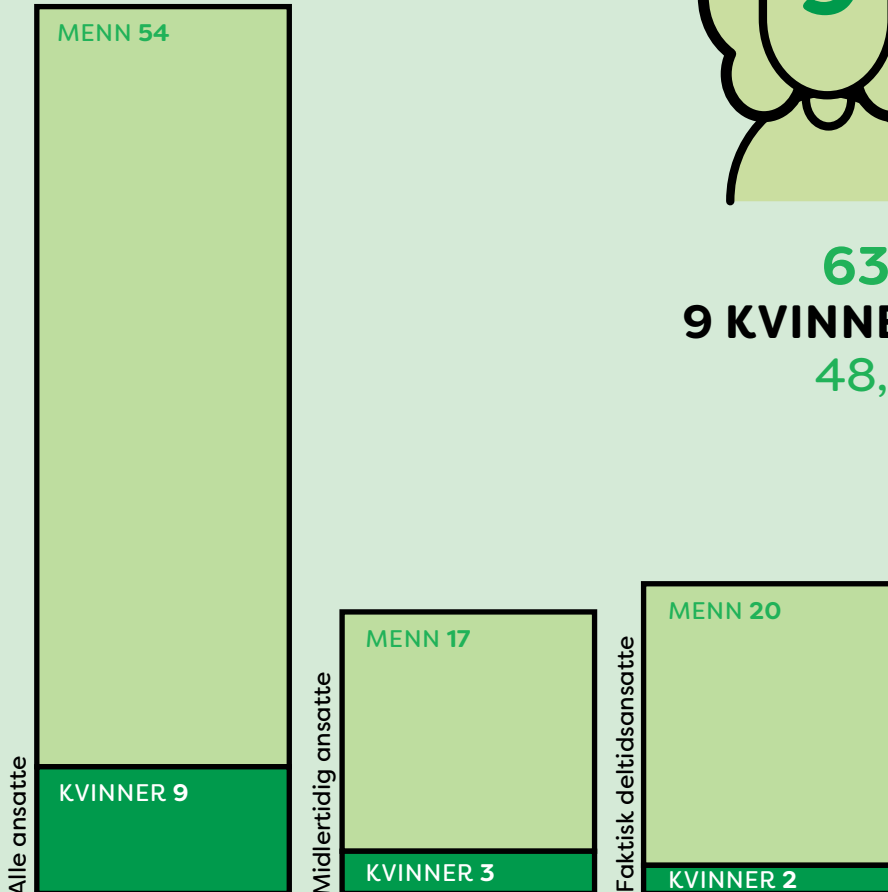 MENN 54
63
9 KVINNE
48,
MENN 20
MENN 17
Alle ansatte
KVINNER 9
Midlertidig ansatte
KVINNER 3
Faktisk deltidsansatte
KVINNER 2